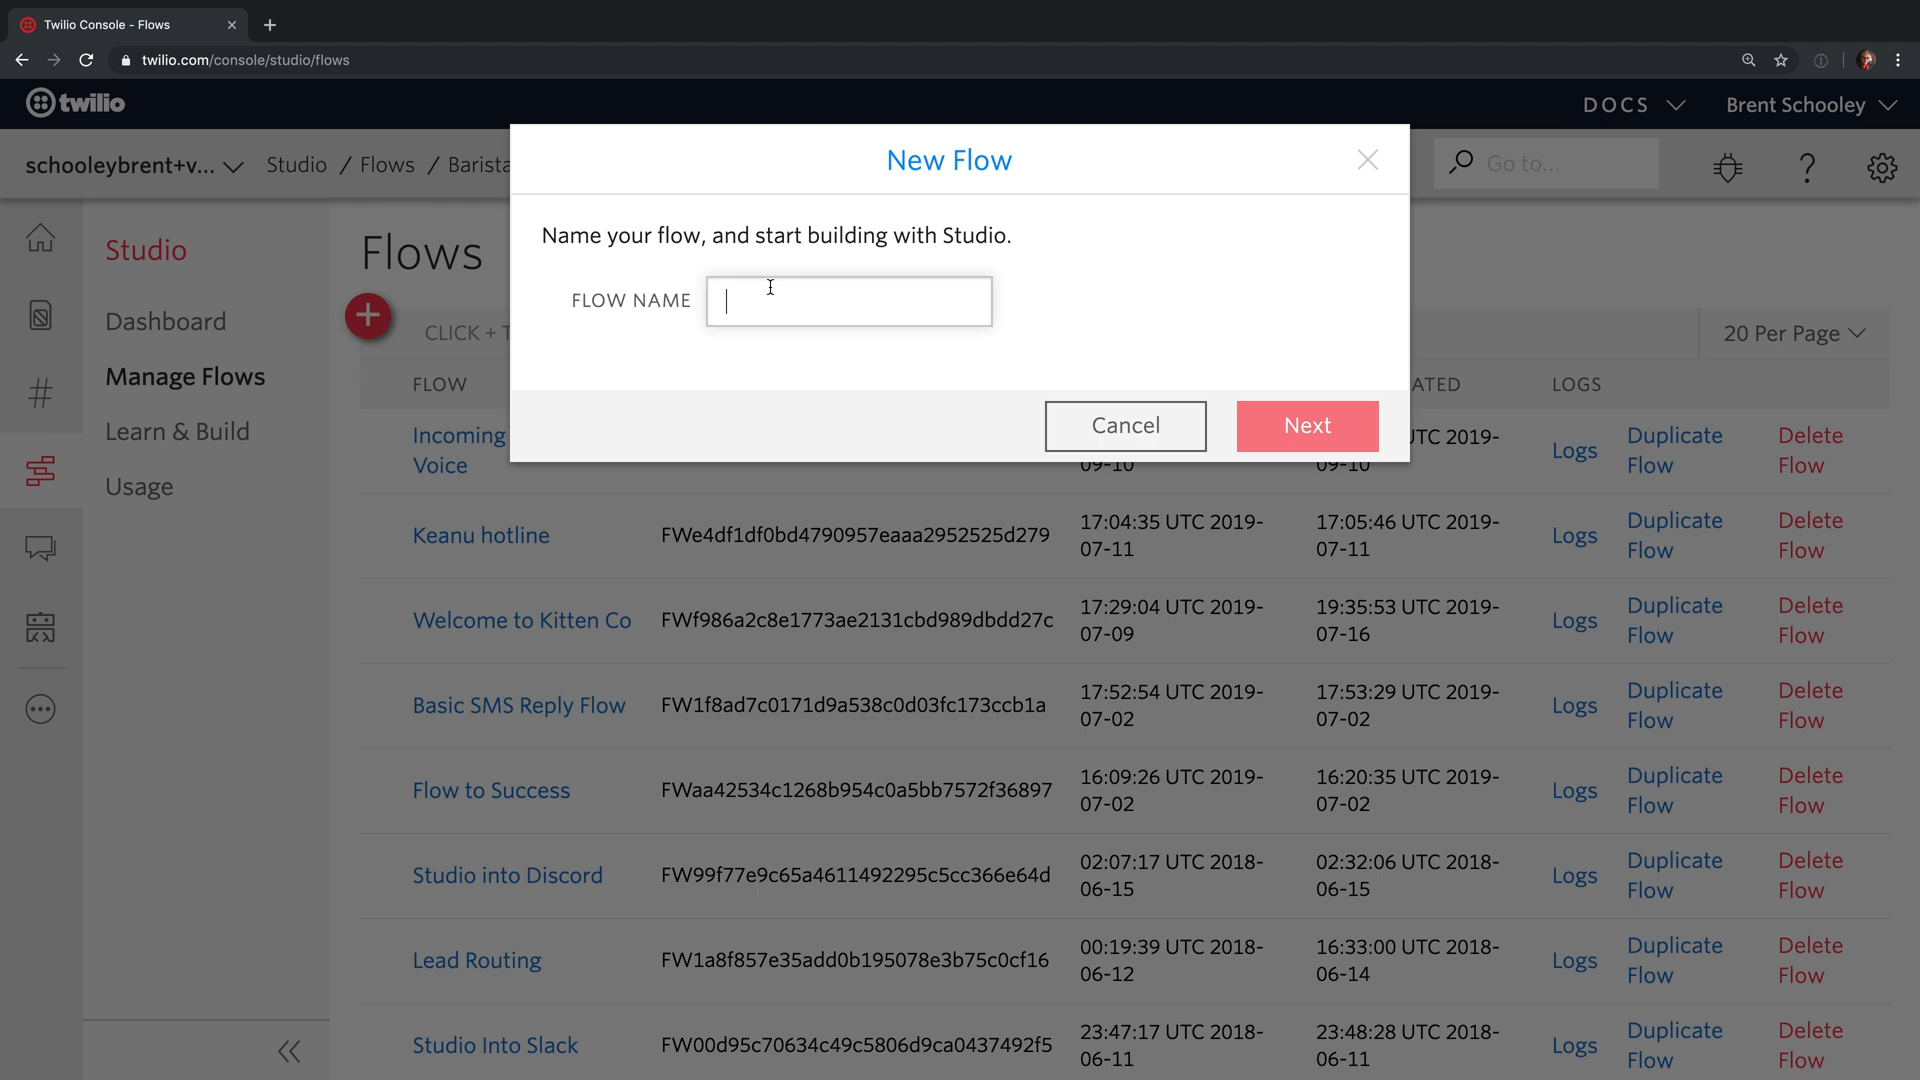 Twilio Console - Flows
twilio.com/console/studio/flows
twilio
DOCS
Brent Schooley
schooleybrent+v...
Studio / Flows / Barista
Go to...
New Flow
Name your flow, and start building with Studio.
FLOW NAME
Cancel
Next
Studio
Dashboard
Manage Flows
Learn & Build
Usage
Flows
CLICK + T
20 Per Page
FLOW
ATED
LOGS
Incoming
Voice
09-10
UTC 2019-
09-10
Logs
Duplicate
Flow
Delete
Flow
Keanu hotline
FWe4df1df0bd4790957eaaa2952525d279
17:04:35 UTC 2019-
07-11
17:05:46 UTC 2019-
07-11
Logs
Duplicate
Flow
Delete
Flow
Welcome to Kitten Co
FWf986a2c8e1773ae2131cbd989dbdd27c
17:29:04 UTC 2019-
07-09
19:35:53 UTC 2019-
07-16
Logs
Duplicate
Flow
Delete
Flow
Basic SMS Reply Flow
FW1f8ad7c0171d9a538c0d03fc173ccb1a
17:52:54 UTC 2019-
07-02
17:53:29 UTC 2019-
07-02
Logs
Duplicate
Flow
Delete
Flow
Flow to Success
FWaa42534c1268b954c0a5bb7572f36897
16:09:26 UTC 2019-
07-02
16:20:35 UTC 2019-
07-02
Logs
Duplicate
Flow
Delete
Flow
Studio into Discord
FW99f77e9c65a4611492295c5cc366e64d
02:07:17 UTC 2018-
06-15
02:32:06 UTC 2018-
06-15
Logs
Duplicate
Flow
Delete
Flow
Lead Routing
FW1a8f857e35add0b195078e3b75c0cf16
00:19:39 UTC 2018-
06-12
16:33:00 UTC 2018-
06-14
Logs
Duplicate
Flow
Delete
Flow
Studio Into Slack
FW00d95c70634c49c5806d9ca0437492f5
23:47:17 UTC 2018-
06-11
23:48:28 UTC 2018-
06-11
Logs
Duplicate
Flow
Delete
Flow